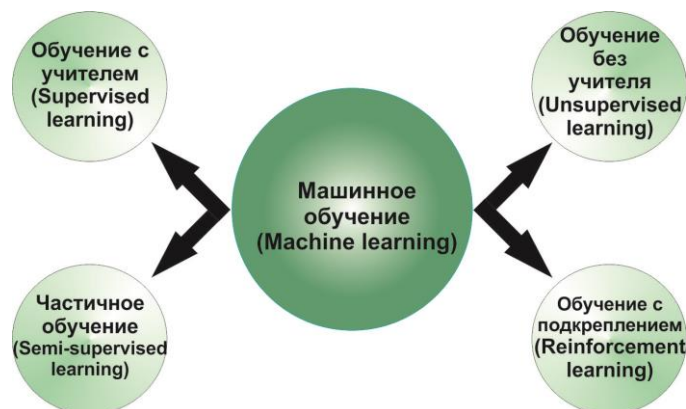 Обучение с
учителем
(Supervised
learning)
Обучение
без
учителя
(Unsupervised
learning)
Машинное
обучение
(Machine learning)
Частичное
обучение
(Semi-supervised
learning)
Обучение с
подкреплением
(Reinforcement
learning)